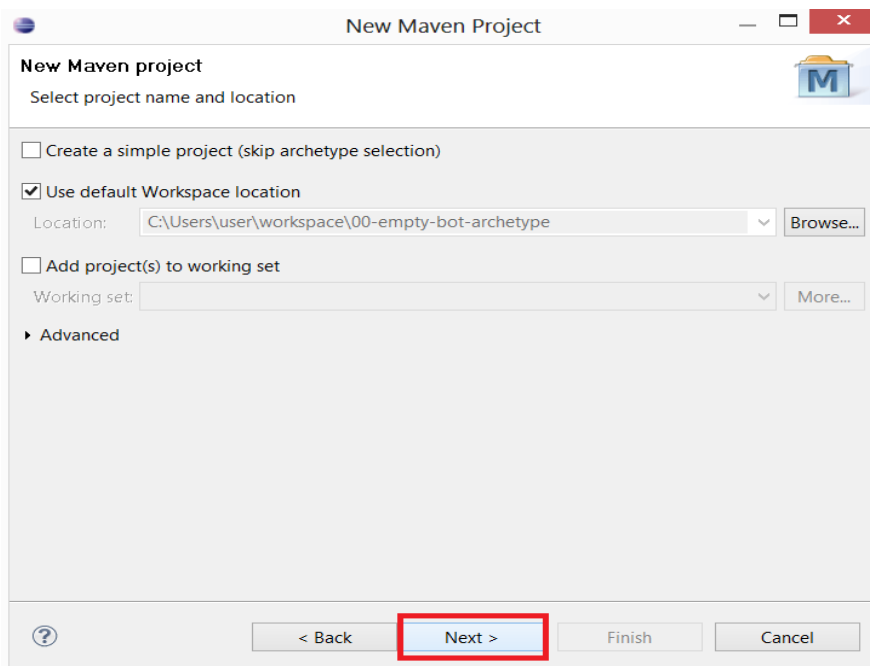 New Maven Project
New Maven project
M
Select project name and location
Create a simple project (skip archetype selection)
Use default Workspace location
Location: C:\Users\user\workspace\00-empty-bot-archetype Browse...
Add project(s) to working set
Working set: More...
Advanced
? < Back Next > Finish Cancel